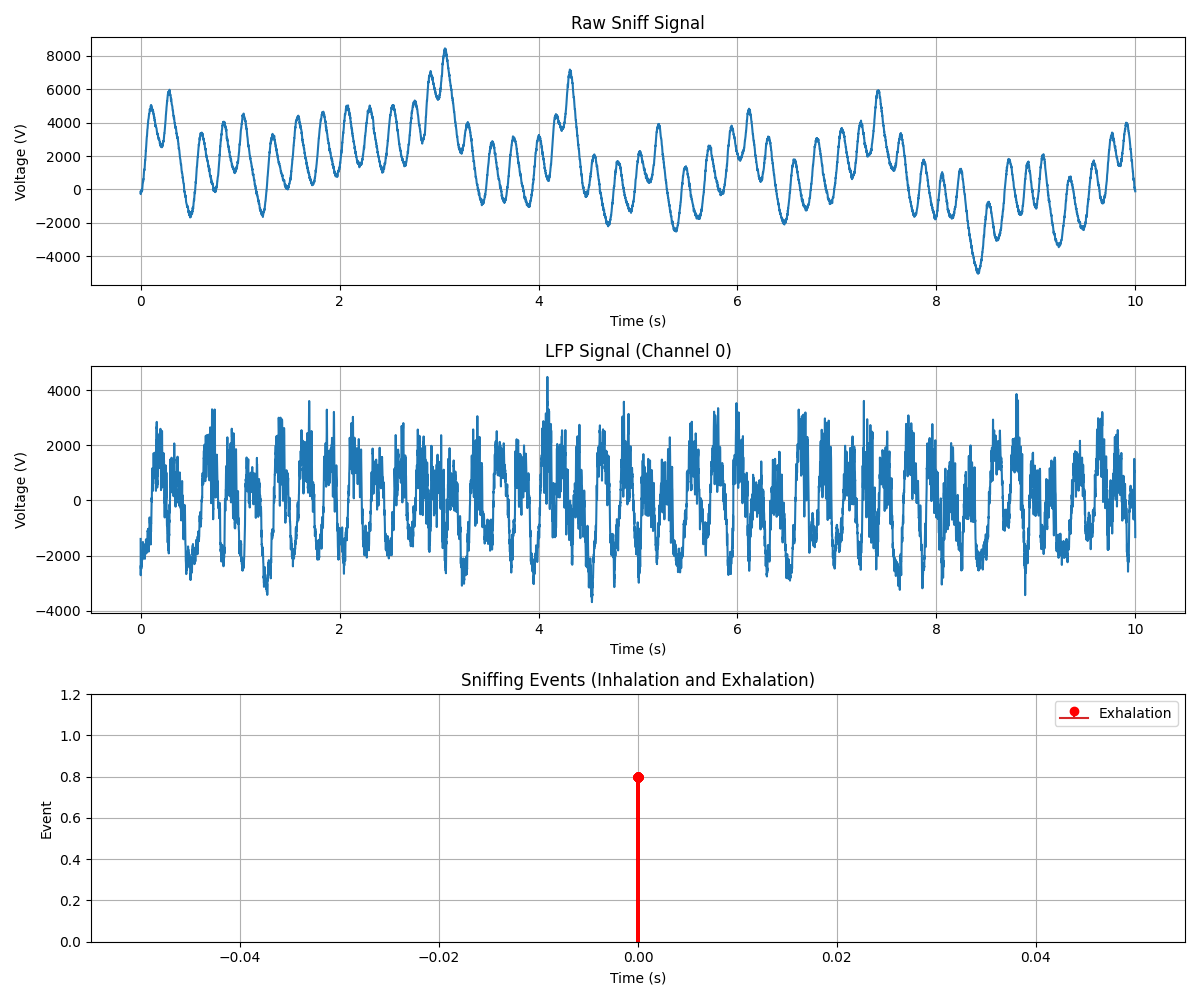 Raw Sniff Signal
Voltage (V)
8000
6000
4000
2000
0
−2000
−4000
0 2 4 6 8 10
Time (s)
LFP Signal (Channel 0)
Voltage (V)
4000
2000
0
−2000
−4000
0 2 4 6 8 10
Time (s)
Sniffing Events (Inhalation and Exhalation)
Event
1.2
1.0
0.8
0.6
0.4
0.2
0.0
Exhalation
−0.04 −0.02 0.00 0.02 0.04
Time (s)